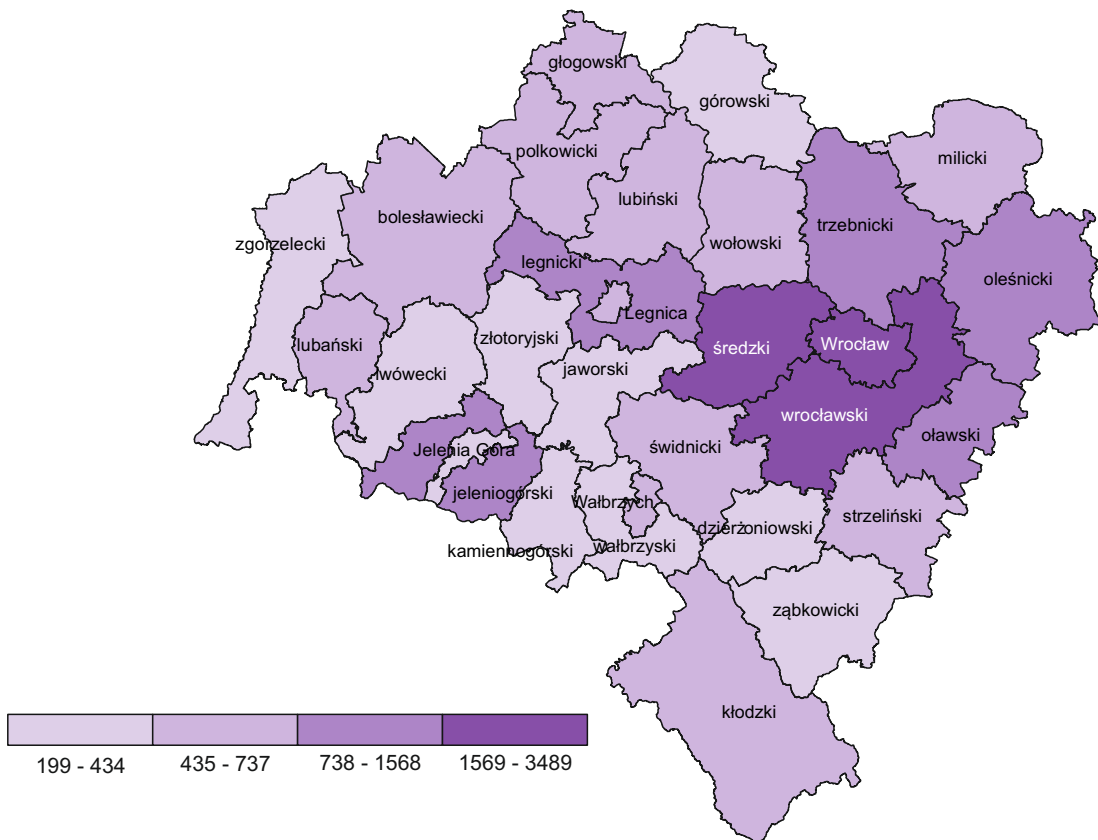 głogowski
górowski
polkowicki
milicki
lubiński
bolesławiecki
trzebnicki
zgorzelecki
wołowski
legnicki
oleśnicki
Legnica
złotoryjski
lubański
średzki
Wrocław
lwówecki
jaworski
wrocławski
oławski
Jelenia Góra
świdnicki
jeleniogórski
Wałbrzych
strzeliński
dzierżoniowski
kamiennogórski
wałbrzyski
ząbkowicki
kłodzki
199 - 434
435 - 737
738 - 1568
1569 - 3489